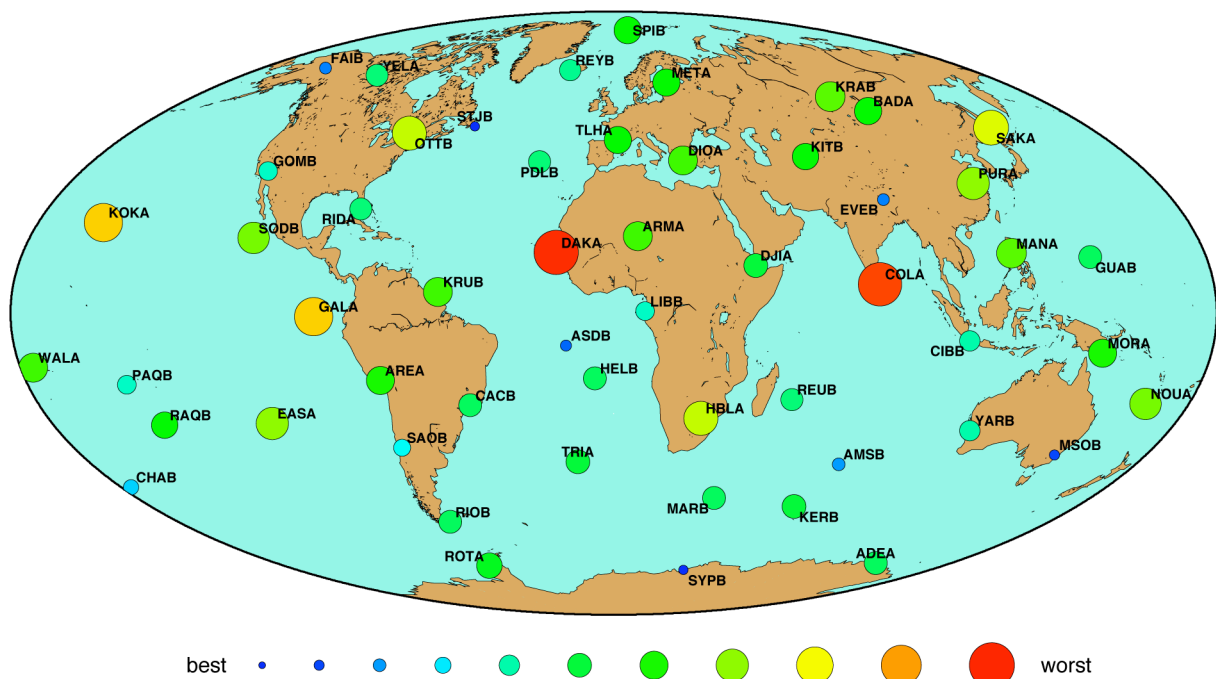 SPIB
FAIB
YELA
REYB
META
KRAB
BADA
STJB
OTTB
TLHA
SAKA
GOMB
PDLB
DIOA
KITB
PURA
EVEB
KOKA
RIDA
SODB
DAKA
ARMA
DJIA
MANA
GUAB
COLA
KRUB
GALA
LIBB
ASDB
CIBB
MORA
WALA
PAQB
AREA
HELB
CACB
REUB
NOUA
RAQB
EASA
HBLA
YARB
SAOB
TRIA
AMSB
MSOB
CHAB
MARB
KERB
RIOB
ROTA
SYPB
ADEA
best worst